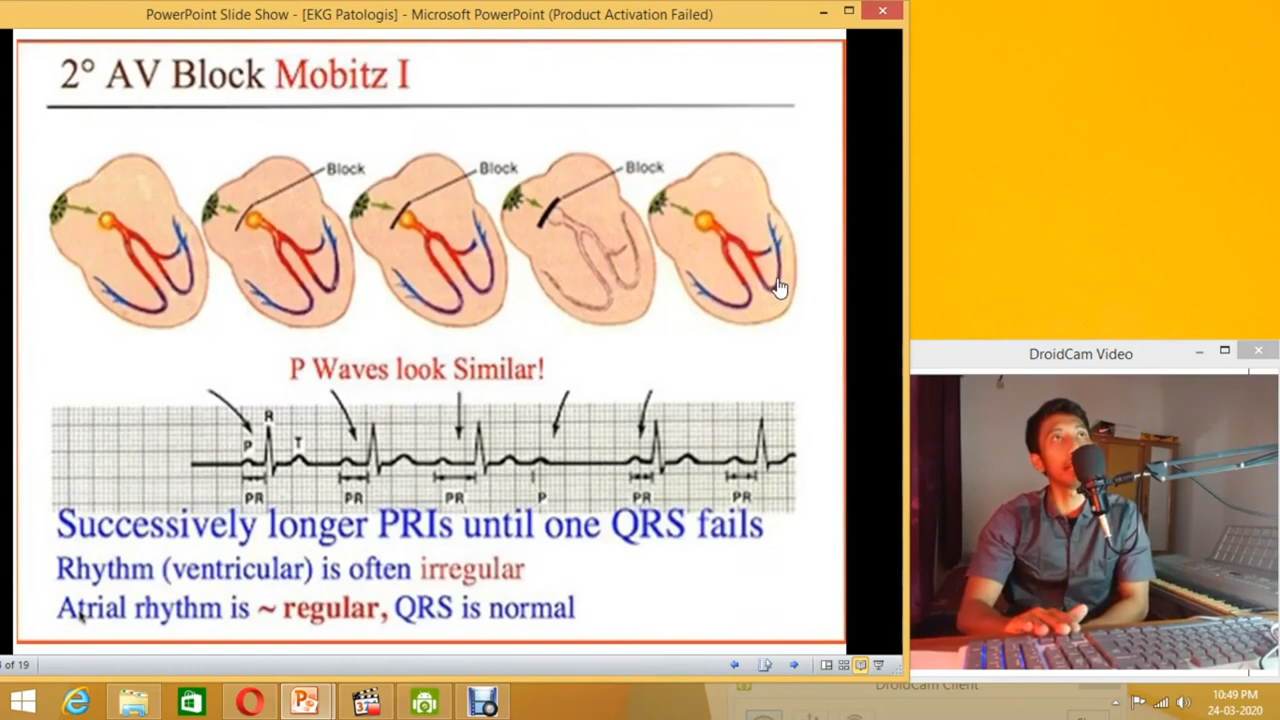 PowerPoint Slide Show - [EKG Patologis] - Microsoft PowerPoint (Product Activation Failed)
2° AV Block Mobitz I
Block
Block
Block
P Waves look Similar!
R
P
T
PR
PR
PR
P
PR
PR
Successively longer PRIs until one QRS fails
Rhythm (ventricular) is often irregular
Atrial rhythm is ~ regular, QRS is normal
of 19
DroidCam Video
DroidCam Client
10:49 PM
24-03-2020